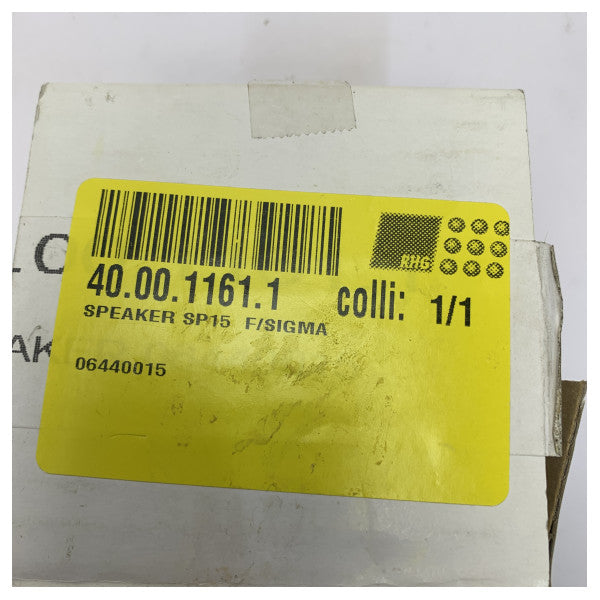 40.00.1161.1 colli: 1/1
SPEAKER SP15 F/SIGMA
06440015
RHG